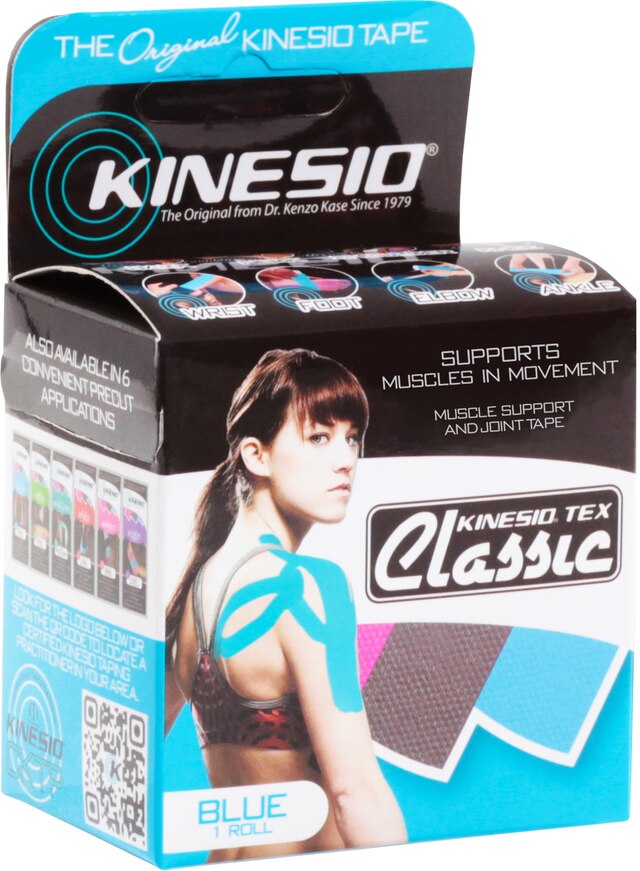 THE Original KINESIO TAPE
KINESIO®
The Original from Dr. Kenzo Kase Since 1979
WRIST
FOOT
ELBOW
ANKLE
ALSO AVAILABLE IN 6
CONVENIENT PRECUT
APPLICATIONS
SUPPORTS
MUSCLES IN MOVEMENT
MUSCLE SUPPORT
AND JOINT TAPE
KINESIO® TEX
Classic
LOOK FOR THE LOGO BELOW OR
SCAN THE QR CODE TO LOCATE A
CERTIFIED KINESIO TAPING
PRACTITIONER IN YOUR AREA.
KINESIO
BLUE
1 ROLL